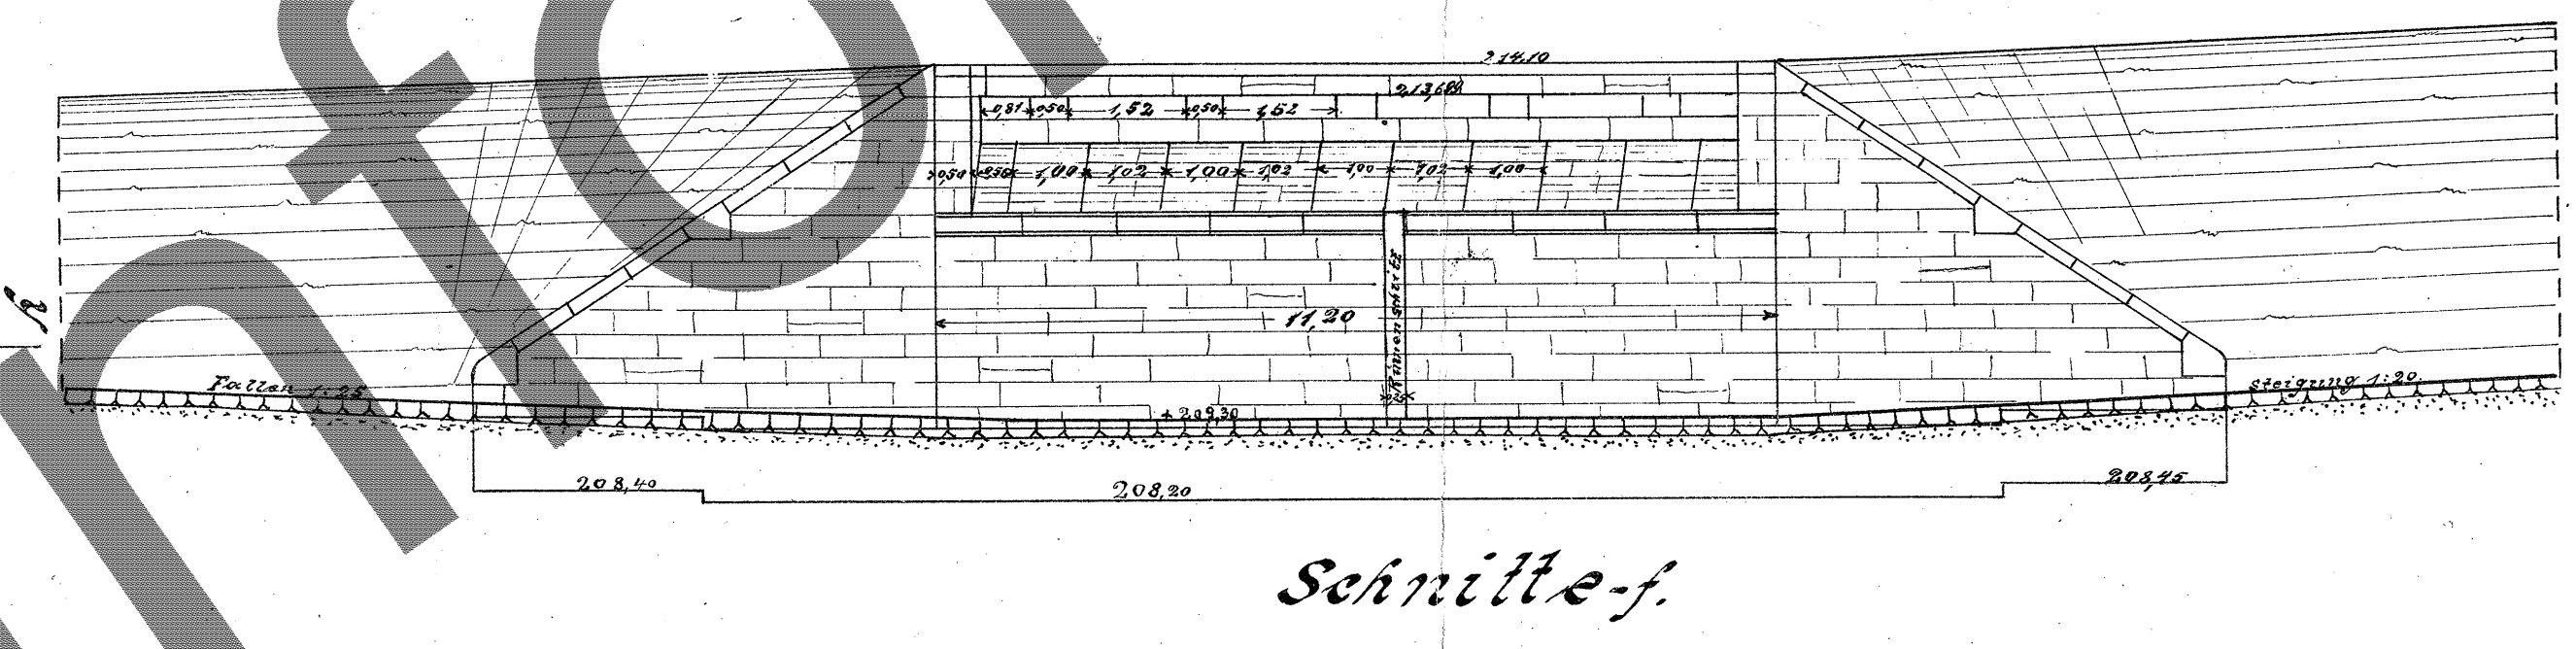 214,10
213,68
0,81 0,50 1,52 0,50 1,52
0,50 0,50 1,00 1,02 1,00 1,02 1,00 1,02 1,00
11,20
Fallen 1:25
+ 209,30
steigung 1:20
208,40
208,20
208,45
Schnitt e-f.